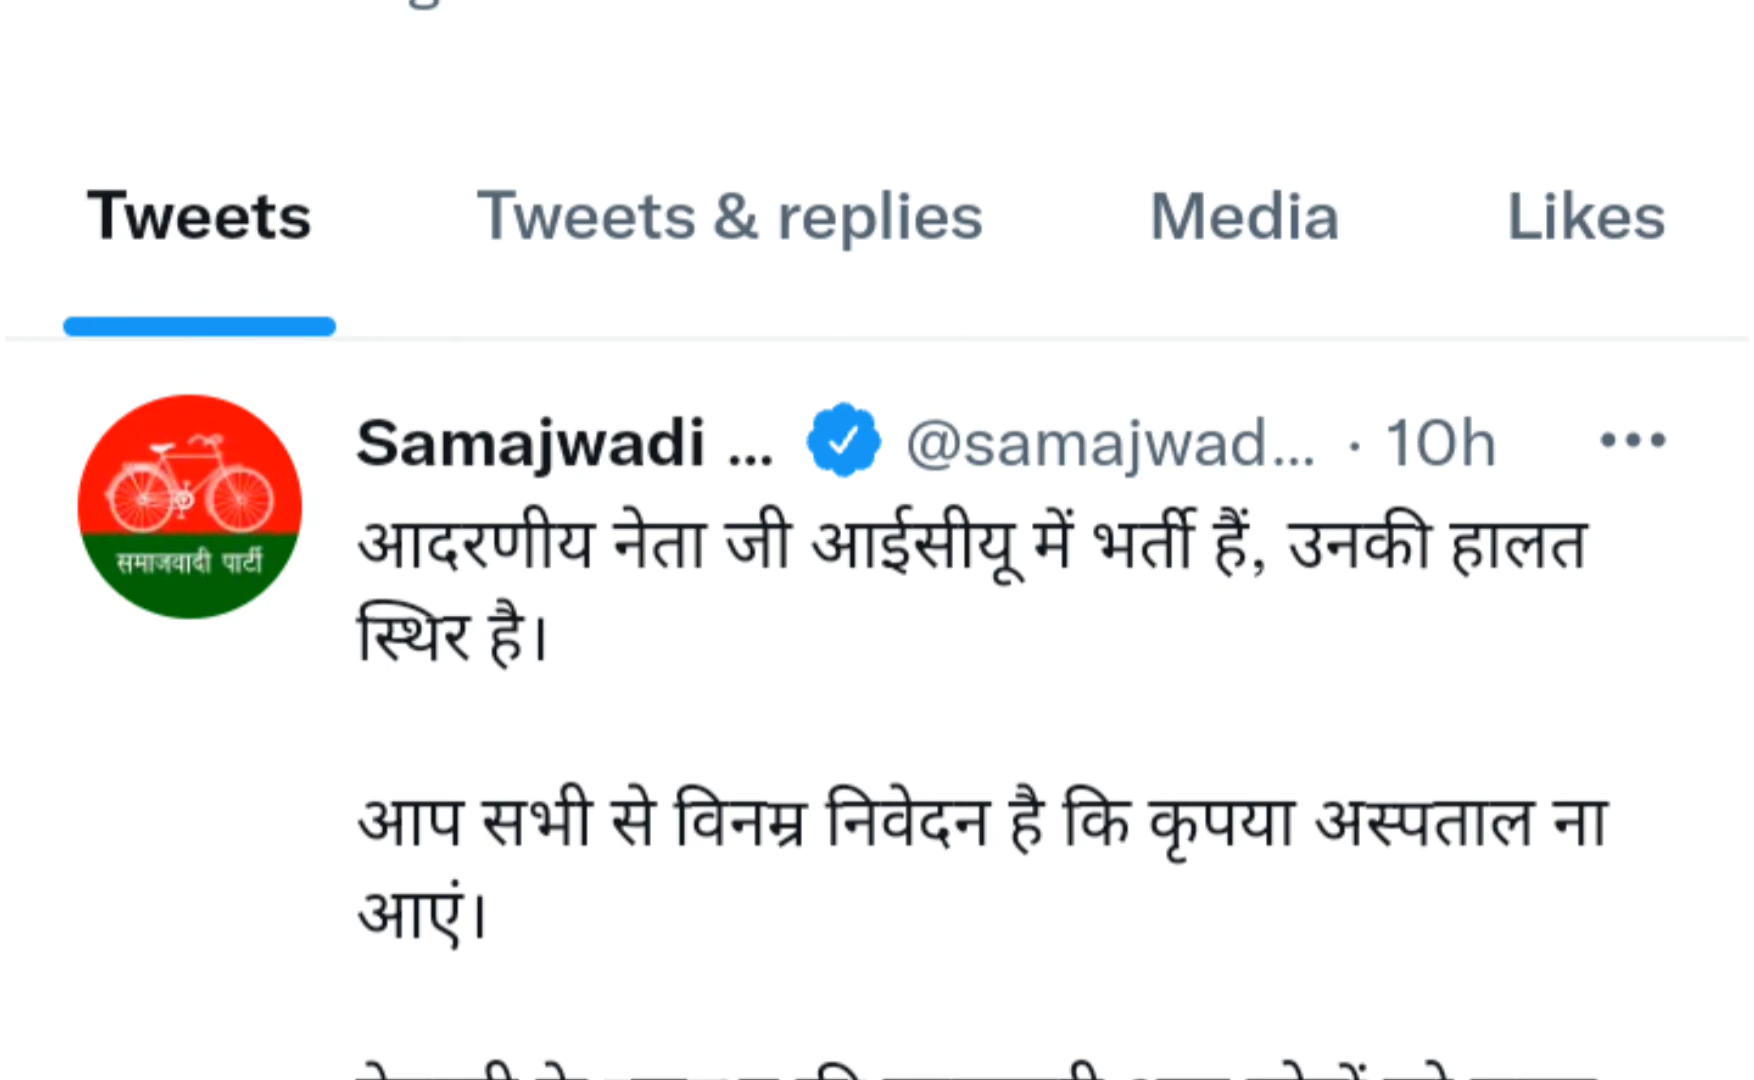 Tweets Tweets & replies Media Likes
Samajwadi ... @samajwad... · 10h
समाजवादी पार्टी
आदरणीय नेता जी आईसीयू में भर्ती हैं, उनकी हालत
स्थिर है।
आप सभी से विनम्र निवेदन है कि कृपया अस्पताल ना
आएं।